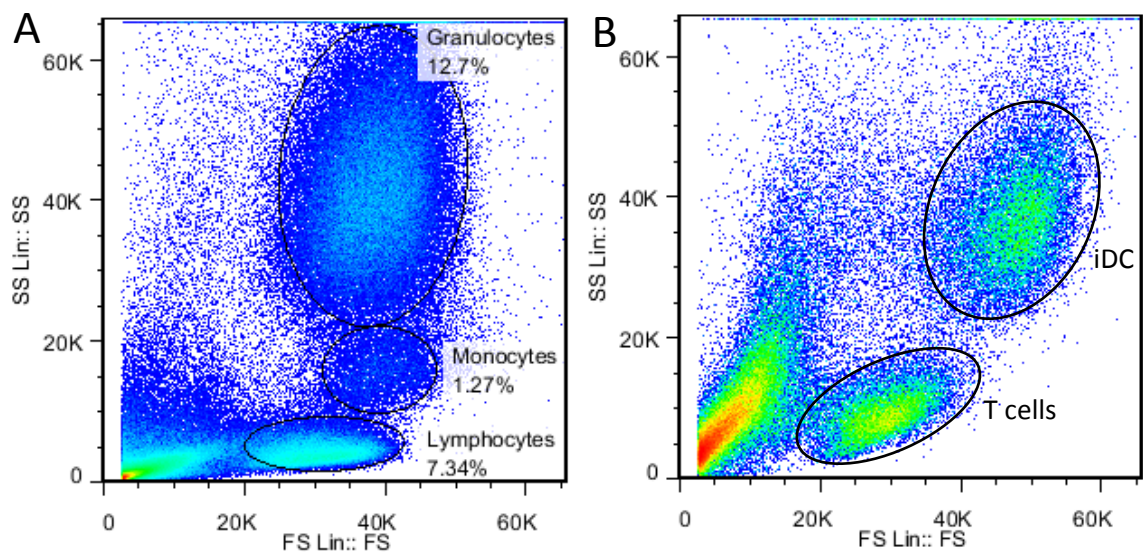 A
Granulocytes
12.7%
Monocytes
1.27%
Lymphocytes
7.34%
60K
40K
20K
0
0
20K
40K
60K
SS Lin:: SS
FS Lin:: FS
B
iDC
T cells
60K
40K
20K
0
0
20K
40K
60K
SS Lin:: SS
FS Lin:: FS